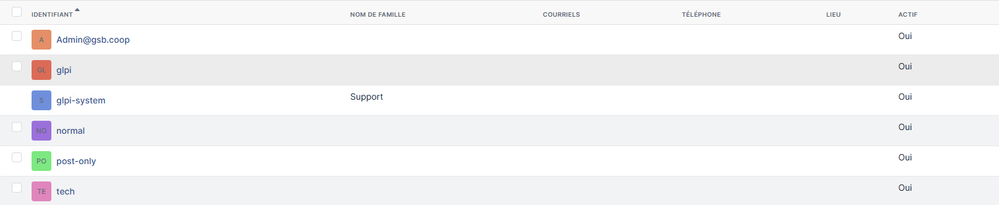 IDENTIFIANT NOM DE FAMILLE COURRIELS TÉLÉPHONE LIEU ACTIF
A Admin@gsb.coop Oui
GL glpi Oui
S glpi-system Support Oui
NO normal Oui
PO post-only Oui
TE tech Oui